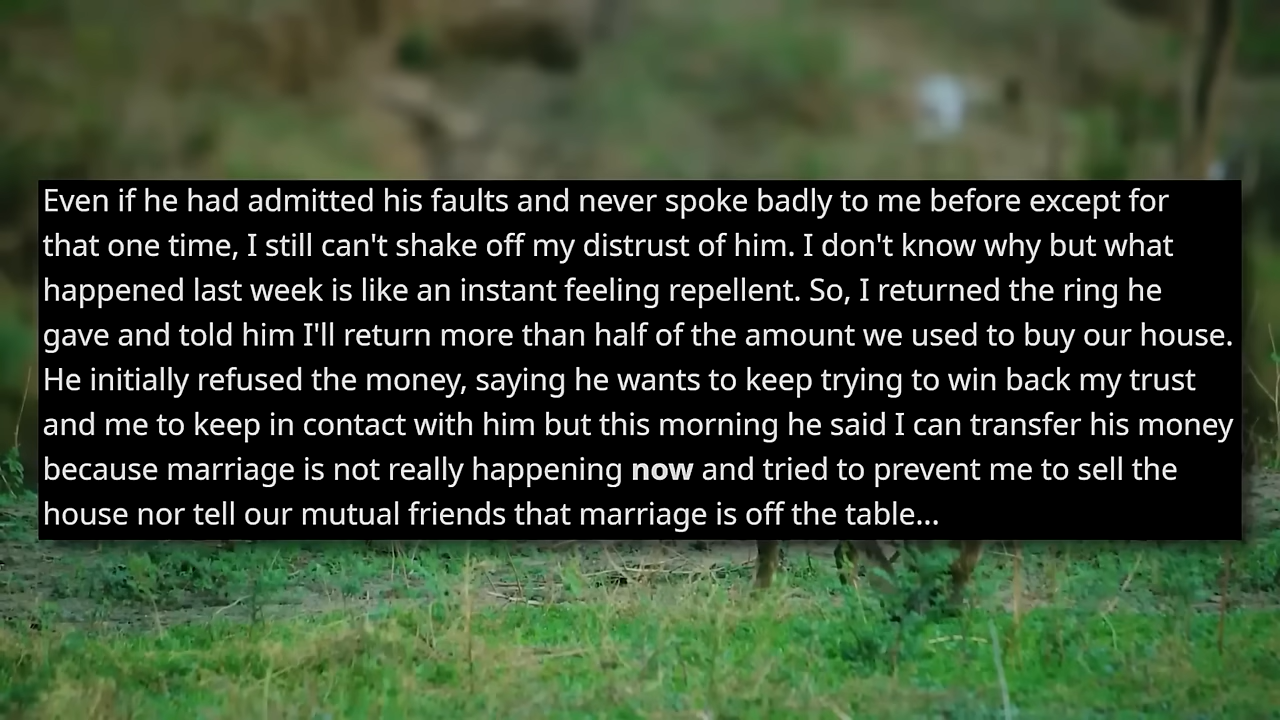 Even if he had admitted his faults and never spoke badly to me before except for
that one time, I still can't shake off my distrust of him. I don't know why but what
happened last week is like an instant feeling repellent. So, I returned the ring he
gave and told him I'll return more than half of the amount we used to buy our house.
He initially refused the money, saying he wants to keep trying to win back my trust
and me to keep in contact with him but this morning he said I can transfer his money
because marriage is not really happening now and tried to prevent me to sell the
house nor tell our mutual friends that marriage is off the table...